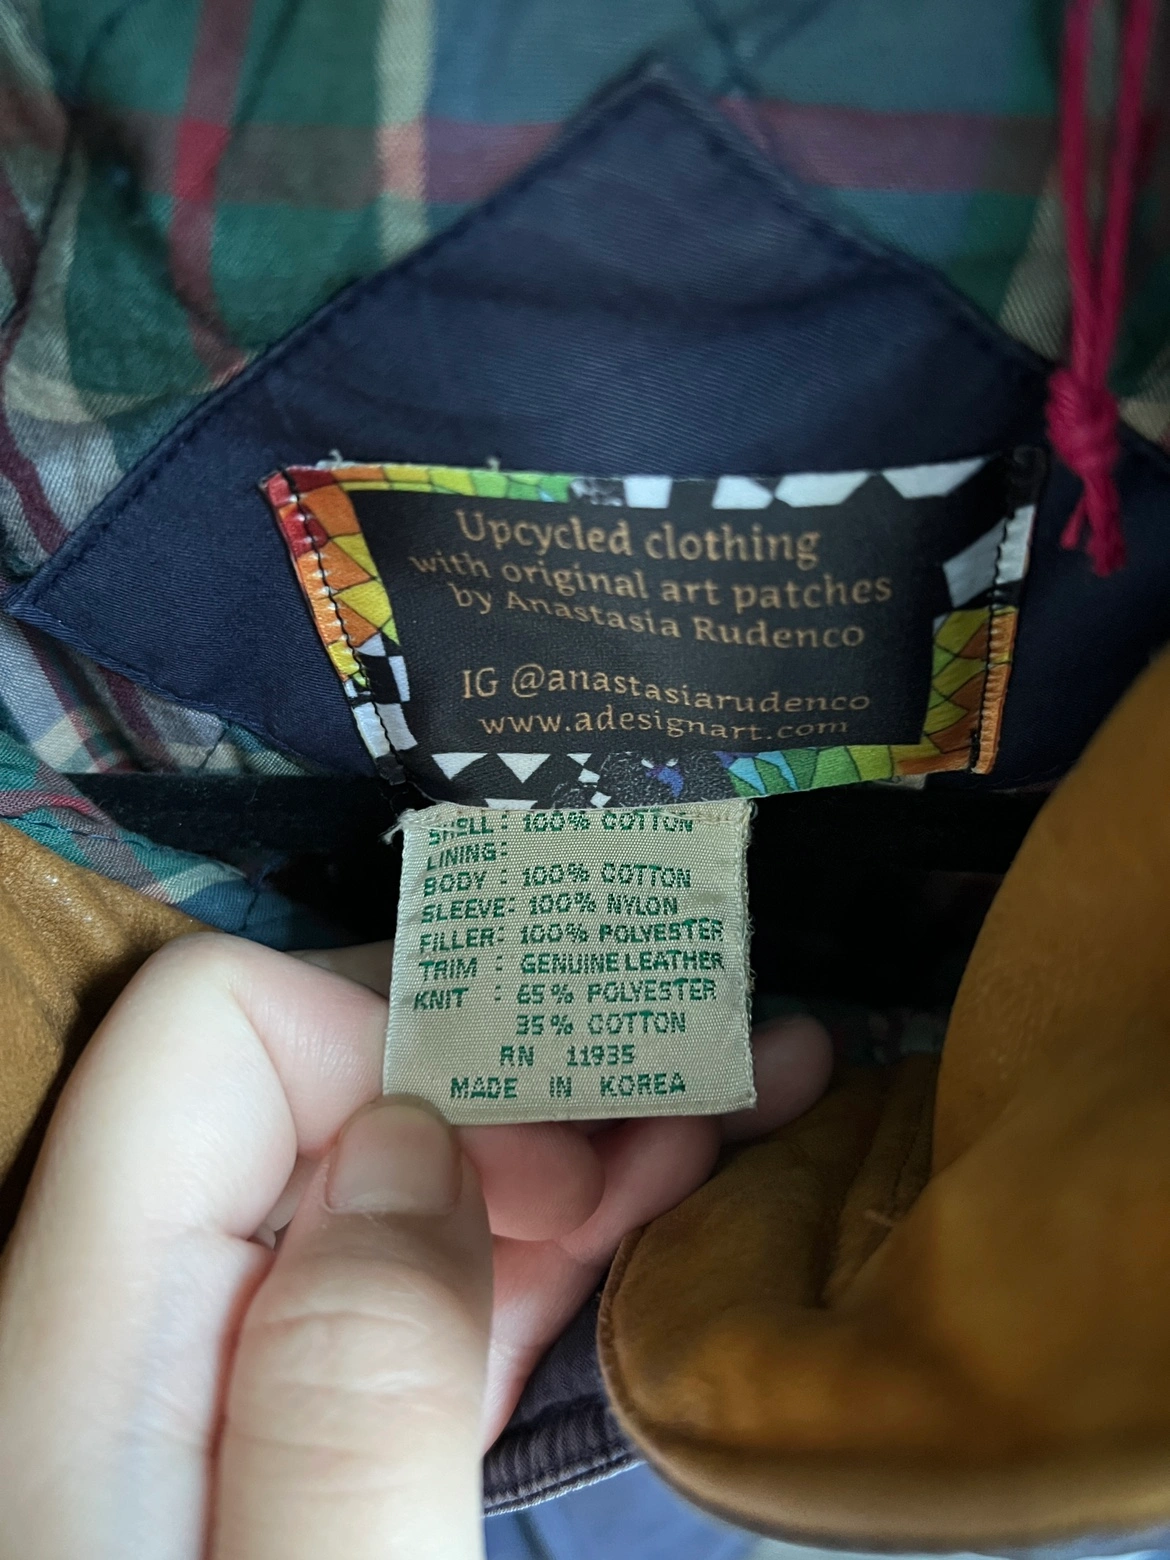 Upcycled clothing
with original art patches
by Anastasia Rudenco
IG @anastasiarudenco
www.adesignart.com
SHELL: 100% COTTON
LINING:
BODY : 100% COTTON
SLEEVE: 100% NYLON
FILLER: 100% POLYESTER
TRIM : GENUINE LEATHER
KNIT : 65% POLYESTER
35% COTTON
RN 11935
MADE IN KOREA